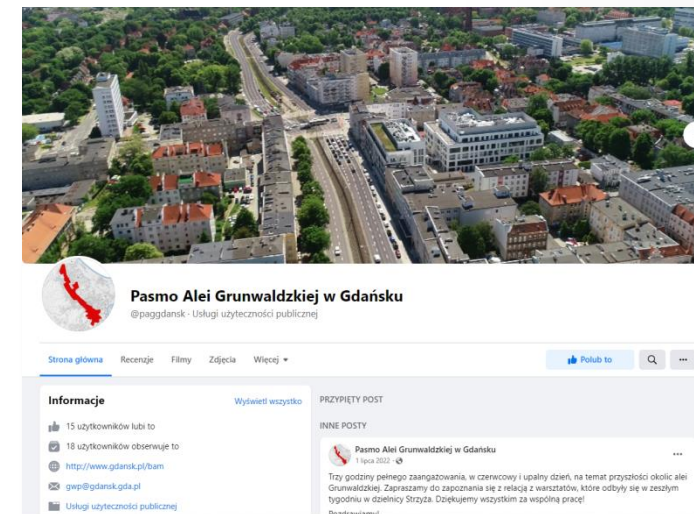 Pasmo Alei Grunwaldzkiej w Gdańsku
@paggdansk · Usługi użyteczności publicznej
Strona główna Recenzje Filmy Zdjęcia Więcej
Polub to
Informacje Wyświetl wszystko
15 użytkowników lubi to
18 użytkowników obserwuje to
http://www.gdansk.pl/bam
gwp@gdansk.gda.pl
Usługi użyteczności publicznej
PRZYPIĘTY POST
INNE POSTY
Pasmo Alei Grunwaldzkiej w Gdańsku
1 lipca 2022 ·
Trzy godziny pełnego zaangażowania, w czerwcowy i upalny dzień, na temat przyszłości okolic alei
Grunwaldzkiej. Zapraszamy do zapoznania się z relacją z warsztatów, które odbyły się w zeszłym
tygodniu w dzielnicy Strzyża. Dziękujemy wszystkim za wspólną pracę!
Pozdrawiamy!